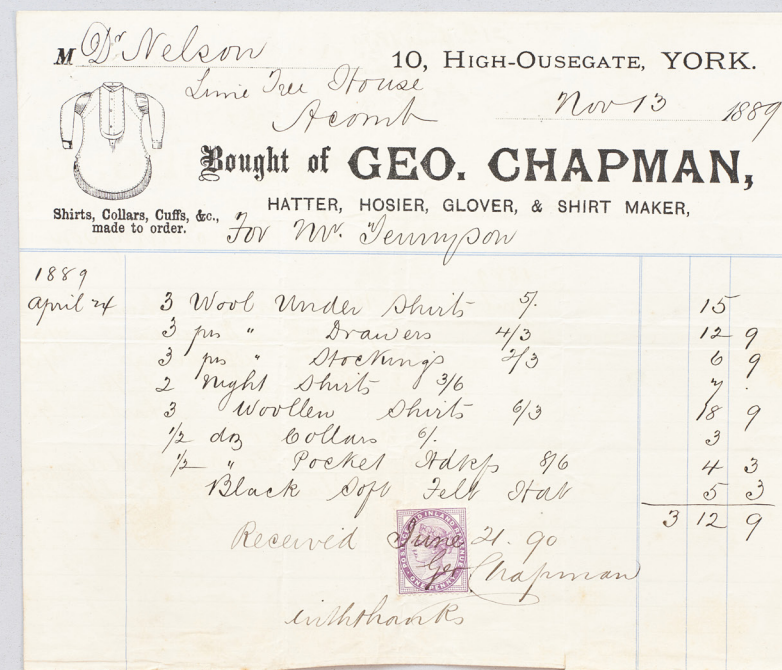 M Dr Nelson 10, HIGH-OUSEGATE, YORK.
Lime Tree House
Acomb Nov 13 1889
Bought of GEO. CHAPMAN,
HATTER, HOSIER, GLOVER, & SHIRT MAKER,
Shirts, Collars, Cuffs, &c.,
made to order.
For Mr. Tennyson
1889
April 24 3 Wool Under Shirts 5/. 15
3 prs " Drawers 4/3 12 9
3 prs " Stockings 2/3 6 9
2 Night Shirts 3/6 7 .
3 Woollen Shirts 6/3 18 9
1/2 doz Collars 6/. 3
1/2 " Pocket Hdkfs 8/6 4 3
Black Soft Felt Hat 5 3
3 12 9
Received June 21. 90
Geo Chapman
with thanks